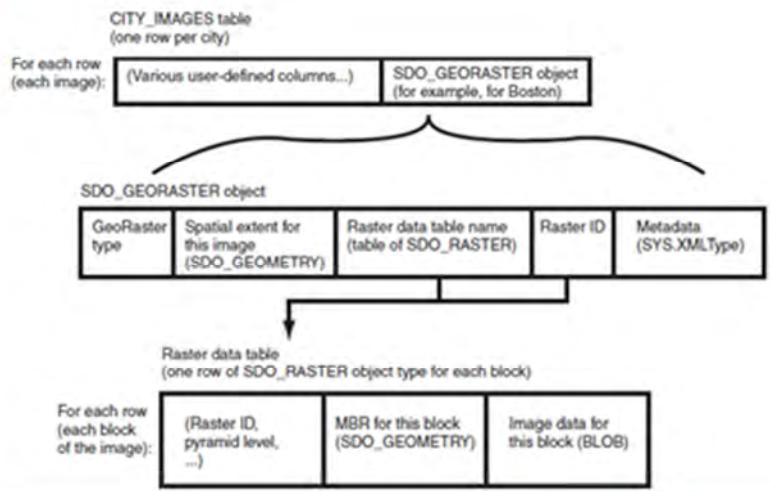 CITY_IMAGES table
(one row per city)
For each row
(each image):
(Various user-defined columns...)
SDO_GEORASTER object
(for example, for Boston)
SDO_GEORASTER object
GeoRaster
type
Spatial extent for
this image
(SDO_GEOMETRY)
Raster data table name
(table of SDO_RASTER)
Raster ID
Metadata
(SYS.XMLType)
Raster data table
(one row of SDO_RASTER object type for each block)
For each row
(each block
of the image):
(Raster ID,
pyramid level,
...)
MBR for this block
(SDO_GEOMETRY)
Image data for
this block (BLOB)